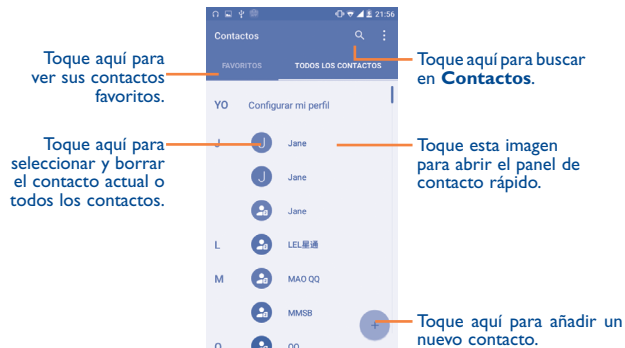 21:56
Contactos
FAVORITOS
TODOS LOS CONTACTOS
YO Configurar mi perfil
J J Jane
J Jane
Jane
L LEL星通
M MAO QQ
MMSB
+
O QQ
Toque aquí para
ver sus contactos
favoritos.
Toque aquí para
seleccionar y borrar
el contacto actual o
todos los contactos.
Toque aquí para buscar
en Contactos.
Toque esta imagen
para abrir el panel de
contacto rápido.
Toque aquí para añadir un
nuevo contacto.